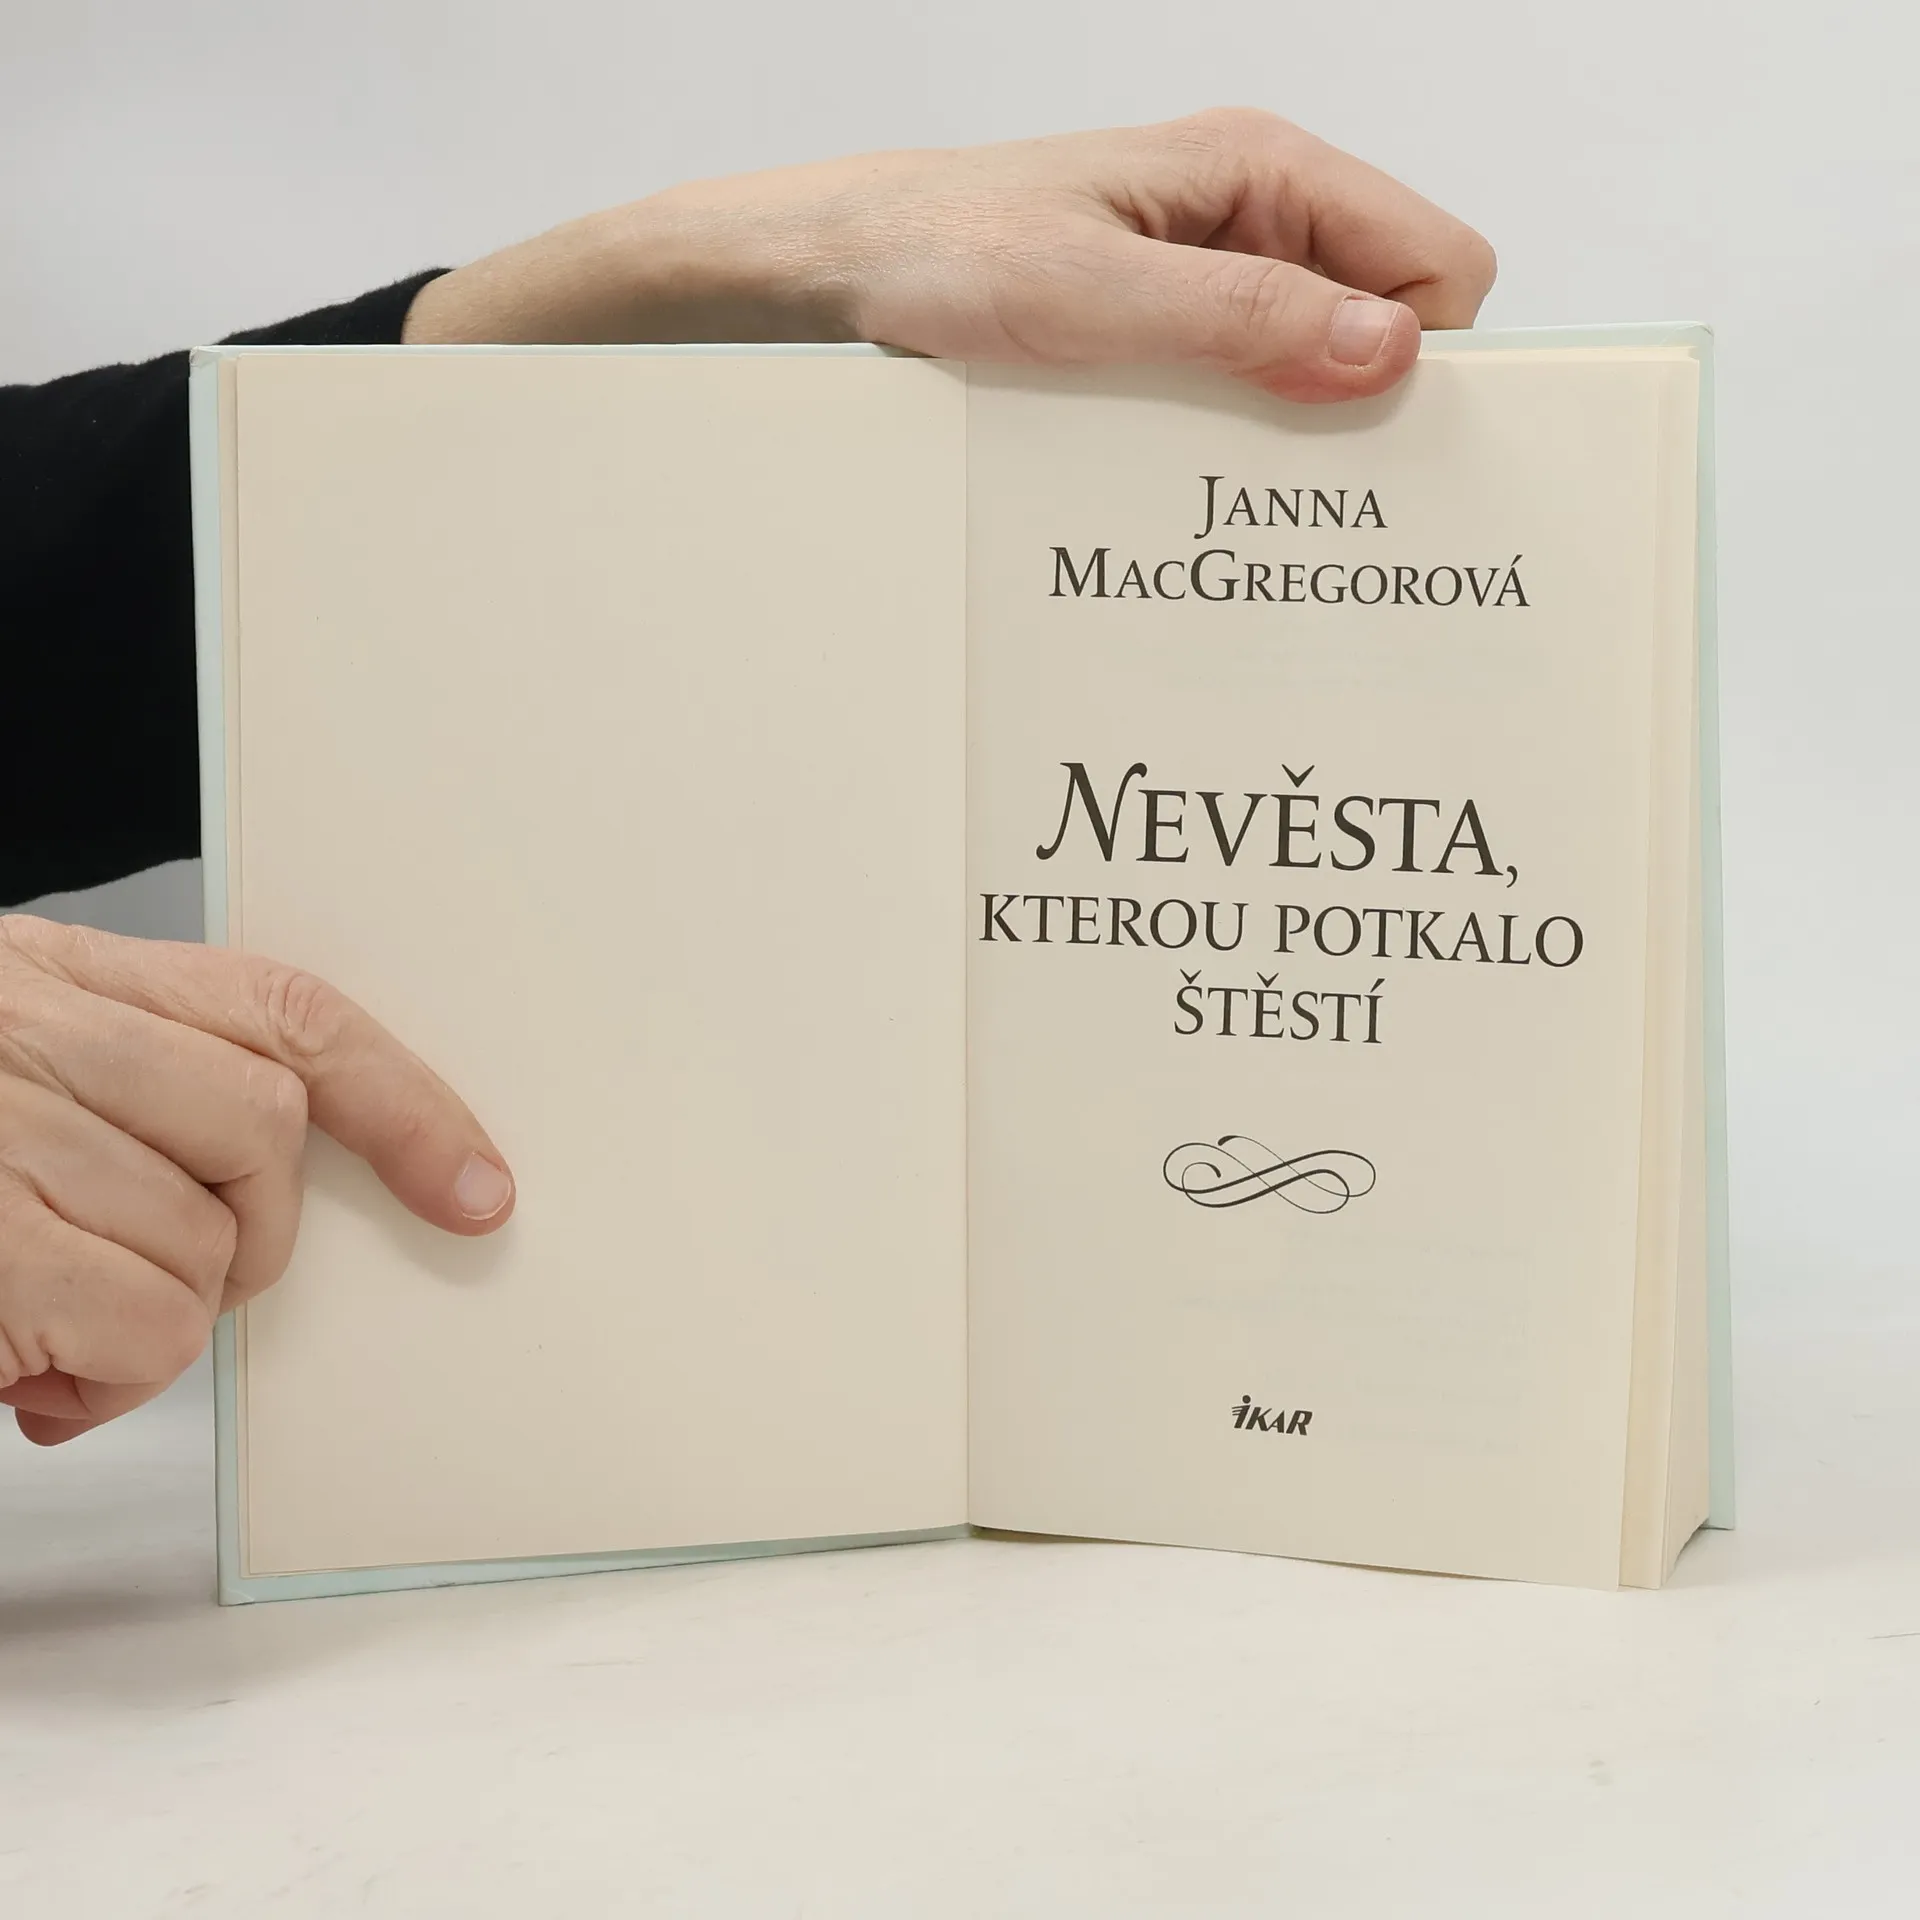 JANNA
MACGREGOROVÁ
NEVĚSTA,
KTEROU POTKALO
ŠTĚSTÍ
iKAR